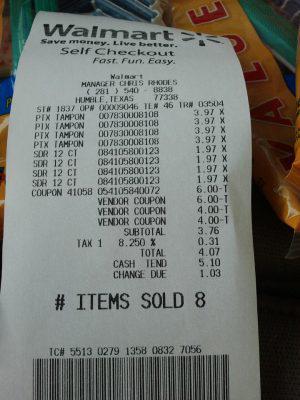 Walmart
Save money. Live better.
Self Checkout
Fast. Fun. Easy.
Walmart
MANAGER CHRIS RHODES
( 281 ) 540 - 8838
HUMBLE, TEXAS 77338
ST# 1837 OP# 00009046 TE# 46 TR# 03504
PTX TAMPON 007830008108 3.97 X
PTX TAMPON 007830008108 3.97 X
PTX TAMPON 007830008108 3.97 X
PTX TAMPON 007830008108 3.97 X
SDR 12 CT 084105800123 1.97 X
SDR 12 CT 084105800123 1.97 X
SDR 12 CT 084105800123 1.97 X
SDR 12 CT 084105800123 1.97 X
COUPON 41058 054105840072 6.00-T
VENDOR COUPON 6.00-T
VENDOR COUPON 4.00-T
VENDOR COUPON 4.00-T
SUBTOTAL 3.76
TAX 1 8.250 % 0.31
TOTAL 4.07
CASH TEND 5.10
CHANGE DUE 1.03
# ITEMS SOLD 8
TC# 5513 0279 1358 0832 7056
VALUE